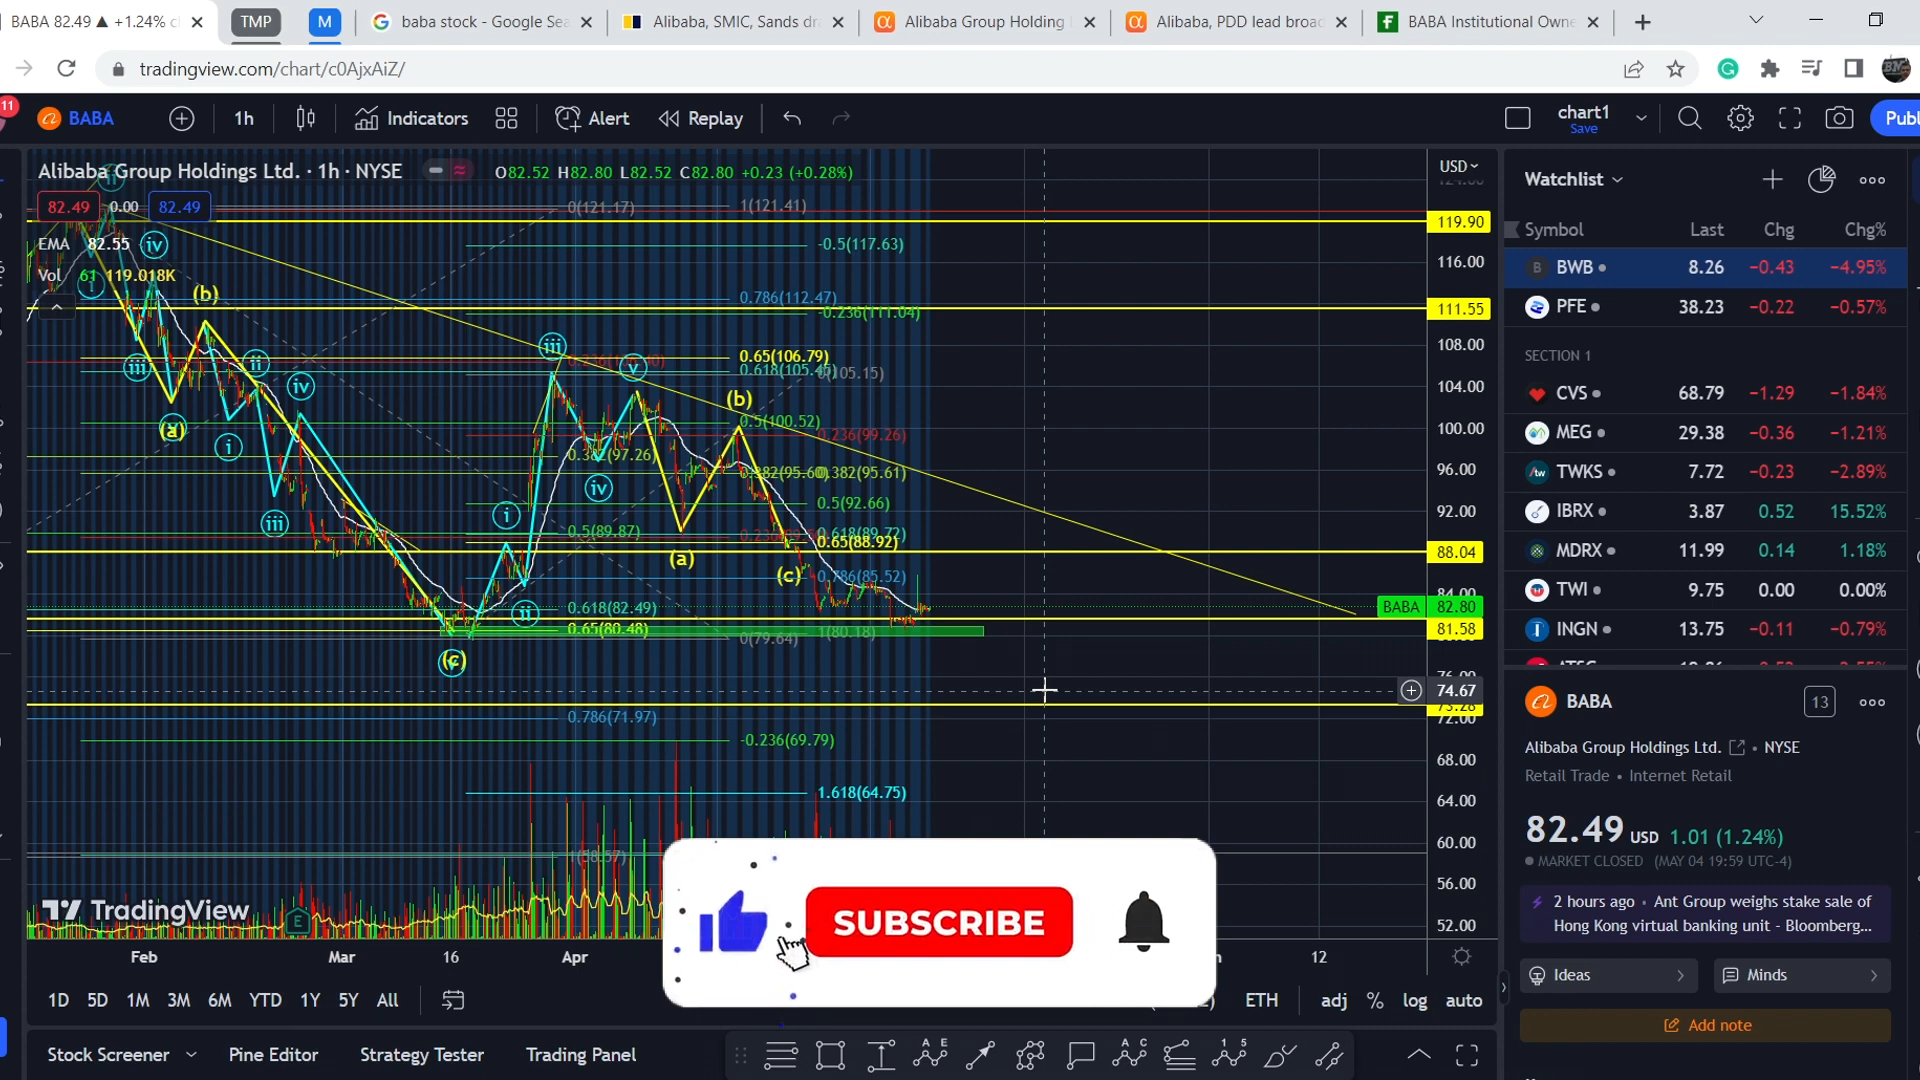 BABA 82.49 ▲ +1.24%
TMP
M
baba stock - Google Sea
Alibaba, SMIC, Sands dr
Alibaba Group Holding
Alibaba, PDD lead broad
BABA Institutional Owne
tradingview.com/chart/c0AjxAiZ/
11
BABA
1h
Indicators
Alert
Replay
chart1
Save
Publ
Alibaba Group Holdings Ltd. · 1h · NYSE
O82.52 H82.80 L82.52 C82.80 +0.23 (+0.28%)
82.49
0.00
82.49
EMA 82.55
Vol 61 119.018K
USD
119.90
116.00
111.55
108.00
104.00
100.00
96.00
92.00
88.04
84.00
BABA 82.80
81.58
74.67
73.28
72.00
68.00
64.00
60.00
56.00
52.00
0(121.17)
1(121.41)
-0.5(117.63)
0.786(112.47)
-0.236(111.04)
0.65(106.79)
0.618(105.45)
0(105.15)
0.5(100.52)
0.236(99.26)
0.382(97.26)
0.382(95.60)
0.382(95.61)
0.5(92.66)
0.5(89.87)
0.618(89.72)
0.65(88.92)
0.786(85.52)
0.618(82.49)
0.65(80.48)
1(80.18)
0(79.64)
0.786(71.97)
-0.236(69.79)
1.618(64.75)
1(58.57)
ii
iv
i
(b)
iii
(a)
ii
i
iv
iii
(c)
i
ii
iii
iv
v
(a)
(b)
(c)
TradingView
E
SUBSCRIBE
Feb
Mar
16
Apr
12
1D 5D 1M 3M 6M YTD 1Y 5Y All
ETH
adj % log auto
Stock Screener
Pine Editor
Strategy Tester
Trading Panel
Watchlist
Symbol Last Chg Chg%
BWB 8.26 −0.43 −4.95%
PFE 38.23 −0.22 −0.57%
SECTION 1
CVS 68.79 −1.29 −1.84%
MEG 29.38 −0.36 −1.21%
TWKS 7.72 −0.23 −2.89%
IBRX 3.87 0.52 15.52%
MDRX 11.99 0.14 1.18%
TWI 9.75 0.00 0.00%
INGN 13.75 −0.11 −0.79%
BABA
13
Alibaba Group Holdings Ltd. • NYSE
Retail Trade • Internet Retail
82.49 USD 1.01 (1.24%)
MARKET CLOSED (MAY 04 19:59 UTC-4)
2 hours ago • Ant Group weighs stake sale of
Hong Kong virtual banking unit - Bloomberg...
Ideas
Minds
Add note